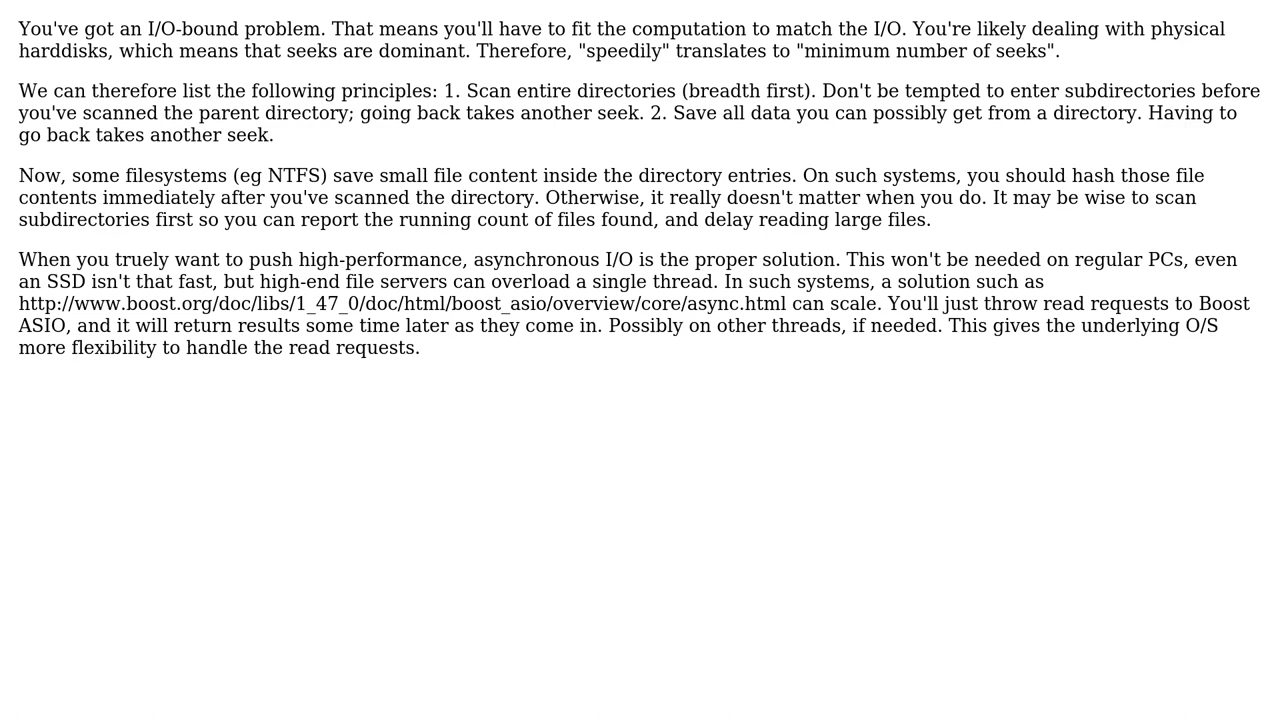 You've got an I/O-bound problem. That means you'll have to fit the computation to match the I/O. You're likely dealing with physical
harddisks, which means that seeks are dominant. Therefore, "speedily" translates to "minimum number of seeks".
We can therefore list the following principles: 1. Scan entire directories (breadth first). Don't be tempted to enter subdirectories before
you've scanned the parent directory; going back takes another seek. 2. Save all data you can possibly get from a directory. Having to
go back takes another seek.
Now, some filesystems (eg NTFS) save small file content inside the directory entries. On such systems, you should hash those file
contents immediately after you've scanned the directory. Otherwise, it really doesn't matter when you do. It may be wise to scan
subdirectories first so you can report the running count of files found, and delay reading large files.
When you truely want to push high-performance, asynchronous I/O is the proper solution. This won't be needed on regular PCs, even
an SSD isn't that fast, but high-end file servers can overload a single thread. In such systems, a solution such as
http://www.boost.org/doc/libs/1_47_0/doc/html/boost_asio/overview/core/async.html can scale. You'll just throw read requests to Boost
ASIO, and it will return results some time later as they come in. Possibly on other threads, if needed. This gives the underlying O/S
more flexibility to handle the read requests.